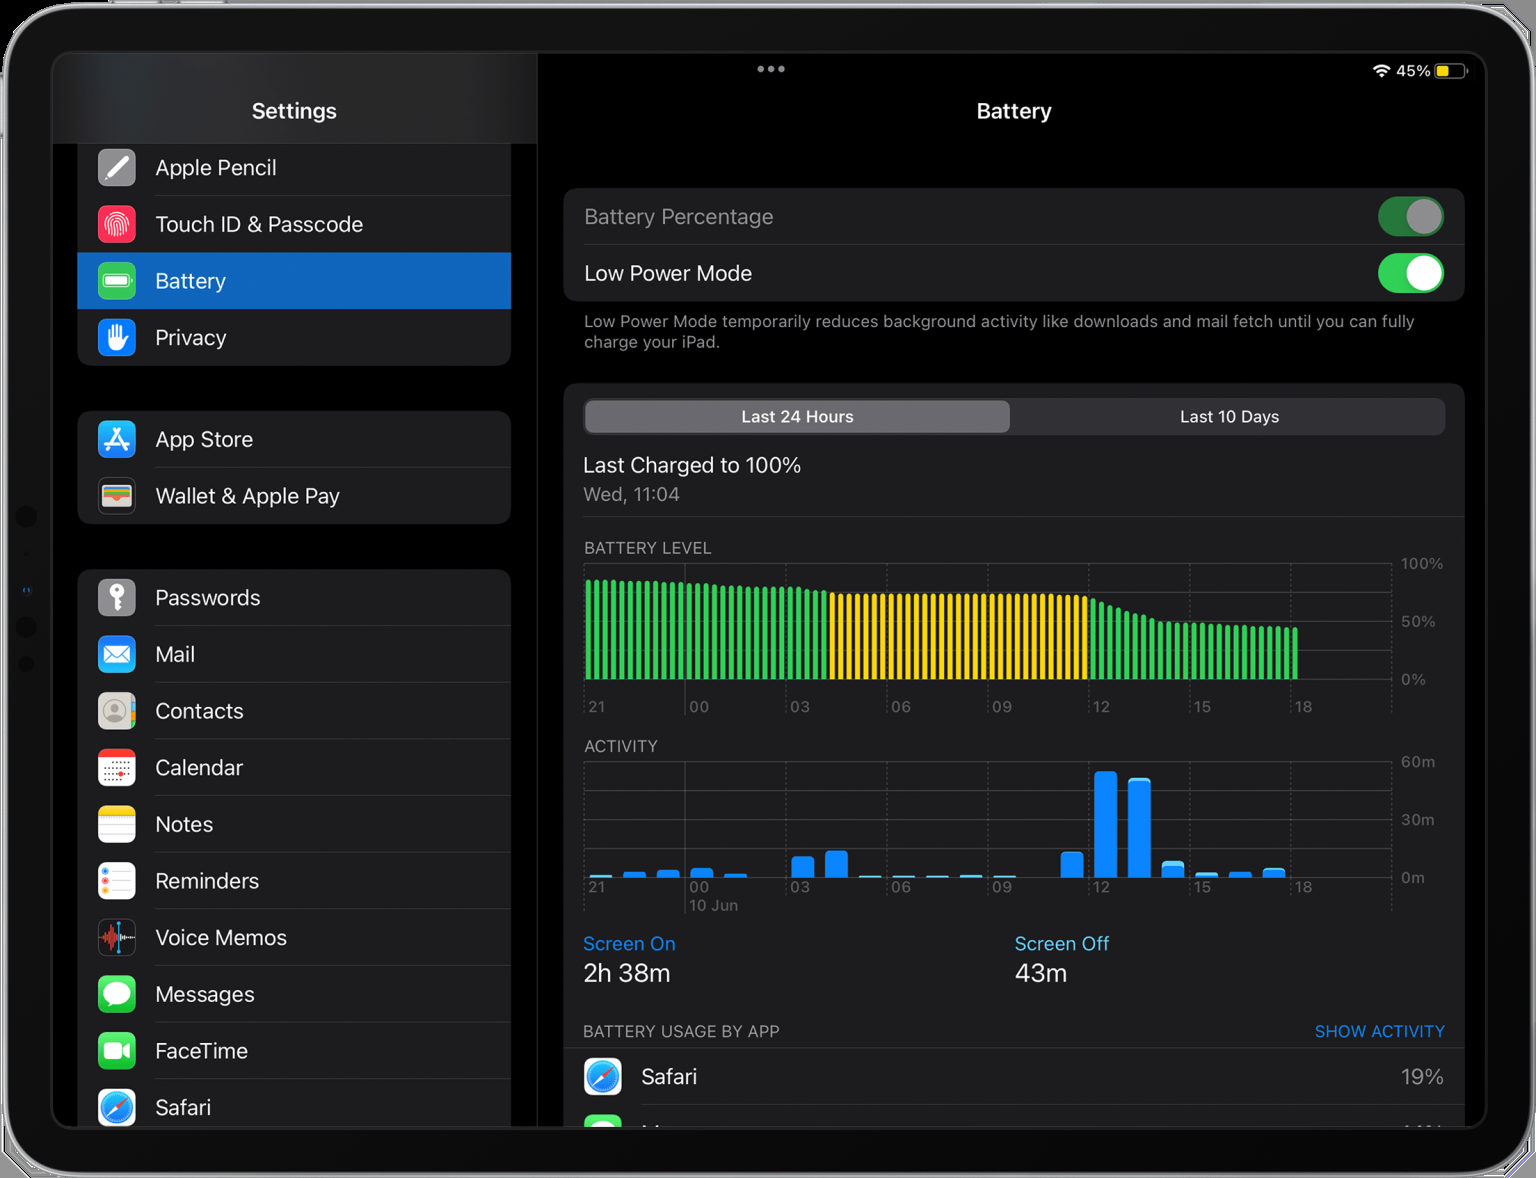 45%
Settings
Battery
Apple Pencil
Touch ID & Passcode
Battery
Privacy
App Store
Wallet & Apple Pay
Passwords
Mail
Contacts
Calendar
Notes
Reminders
Voice Memos
Messages
FaceTime
Safari
Battery Percentage
Low Power Mode
Low Power Mode temporarily reduces background activity like downloads and mail fetch until you can fully
charge your iPad.
Last 24 Hours Last 10 Days
Last Charged to 100%
Wed, 11:04
BATTERY LEVEL
100%
50%
0%
21 00 03 06 09 12 15 18
ACTIVITY
60m
30m
0m
21 00 03 06 09 12 15 18
10 Jun
Screen On Screen Off
2h 38m 43m
BATTERY USAGE BY APP SHOW ACTIVITY
Safari 19%